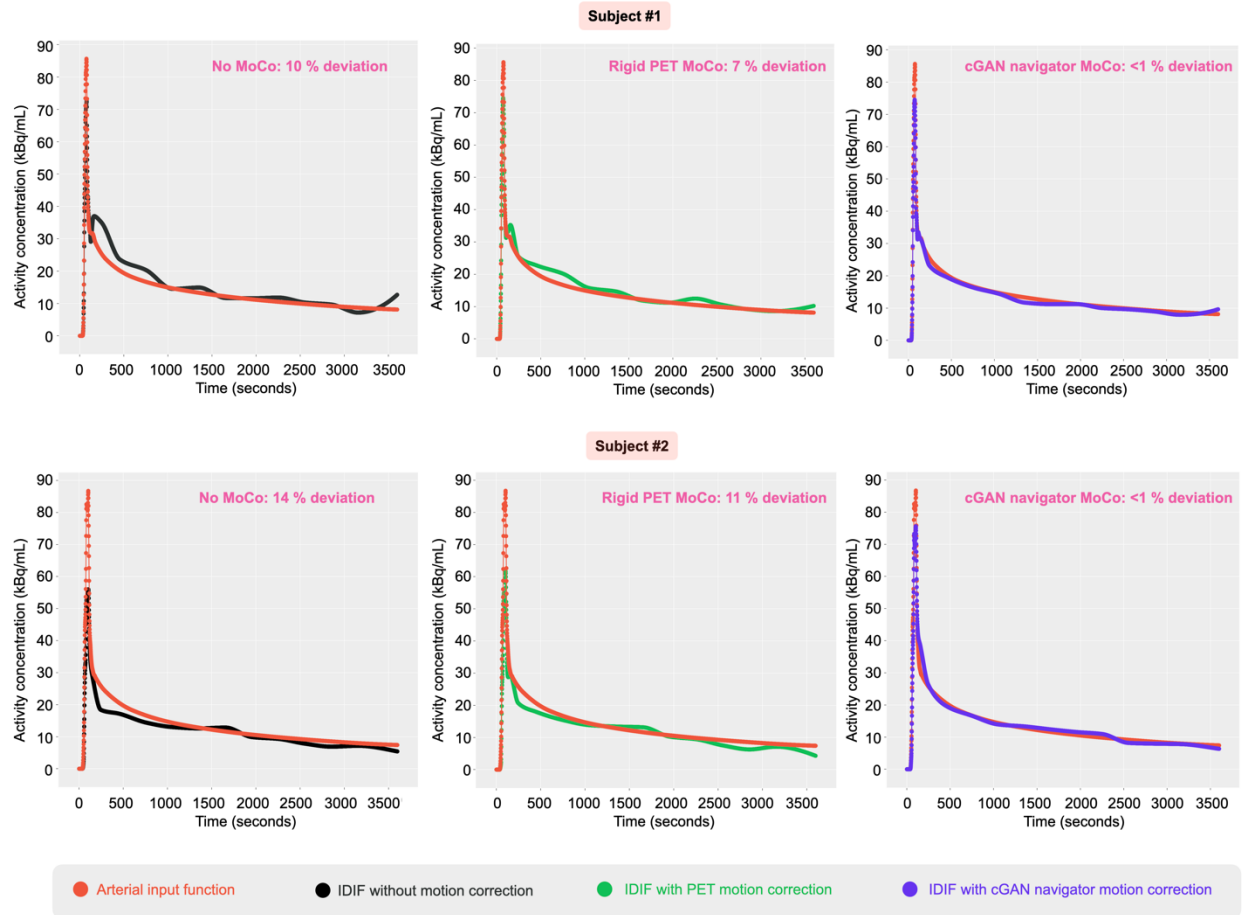 Subject #1
No MoCo: 10 % deviation
Activity concentration (kBq/mL)
90
80
70
60
50
40
30
20
10
0
0 500 1000 1500 2000 2500 3000 3500
Time (seconds)
Rigid PET MoCo: 7 % deviation
Activity concentration (kBq/mL)
90
80
70
60
50
40
30
20
10
0
0 500 1000 1500 2000 2500 3000 3500
Time (seconds)
cGAN navigator MoCo: <1 % deviation
Activity concentration (kBq/mL)
90
80
70
60
50
40
30
20
10
0
0 500 1000 1500 2000 2500 3000 3500
Time (seconds)
Subject #2
No MoCo: 14 % deviation
Activity concentration (kBq/mL)
90
80
70
60
50
40
30
20
10
0
0 500 1000 1500 2000 2500 3000 3500
Time (seconds)
Rigid PET MoCo: 11 % deviation
Activity concentration (kBq/mL)
90
80
70
60
50
40
30
20
10
0
0 500 1000 1500 2000 2500 3000 3500
Time (seconds)
cGAN navigator MoCo: <1 % deviation
Activity concentration (kBq/mL)
90
80
70
60
50
40
30
20
10
0
0 500 1000 1500 2000 2500 3000 3500
Time (seconds)
Arterial input function
IDIF without motion correction
IDIF with PET motion correction
IDIF with cGAN navigator motion correction